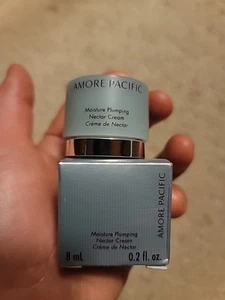 AMORE PACIFIC
Moisture Plumping
Nectar Cream
Crème de Nectar
Moisture Plumping
Nectar Cream
Crème de Nectar
8 mL
0.2 fl. oz.
AMORE PACIFIC